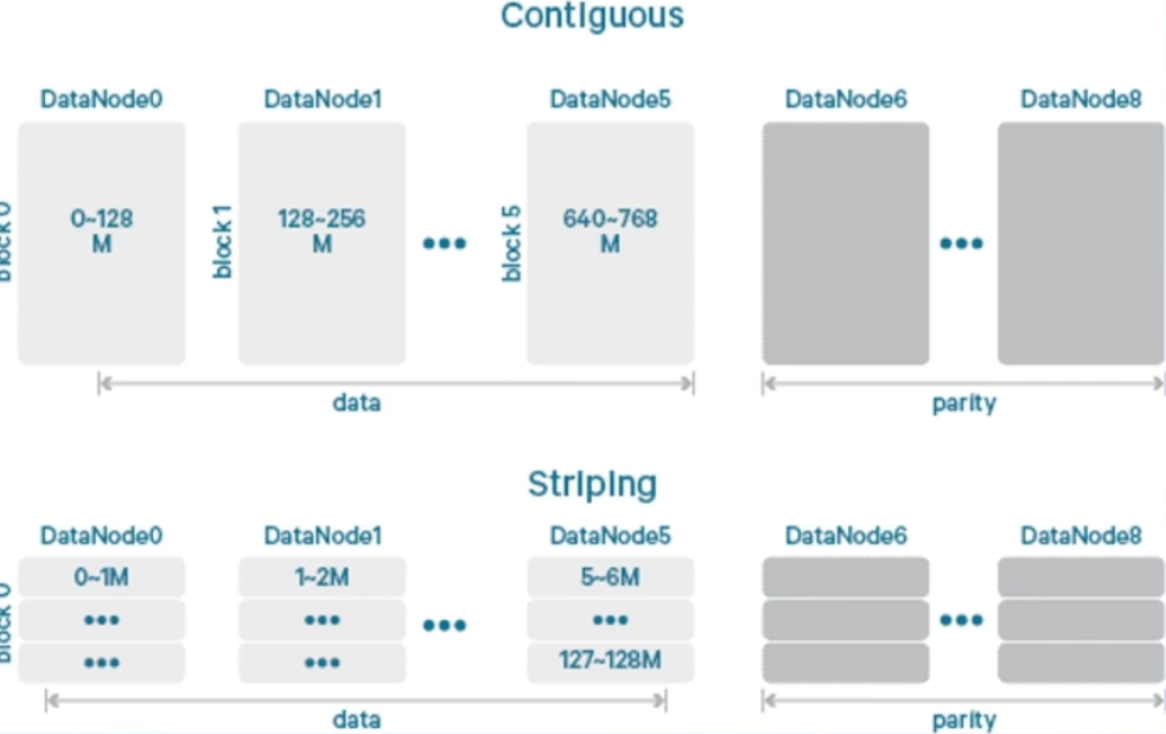 Contiguous
DataNode0
DataNode1
DataNode5
DataNode6
DataNode8
block 0
0~128
M
block 1
128~256
M
•••
block 5
640~768
M
•••
data
parity
Striping
DataNode0
DataNode1
DataNode5
DataNode6
DataNode8
block 0
0~1M
1~2M
5~6M
•••
•••
•••
•••
•••
•••
•••
127~128M
data
parity